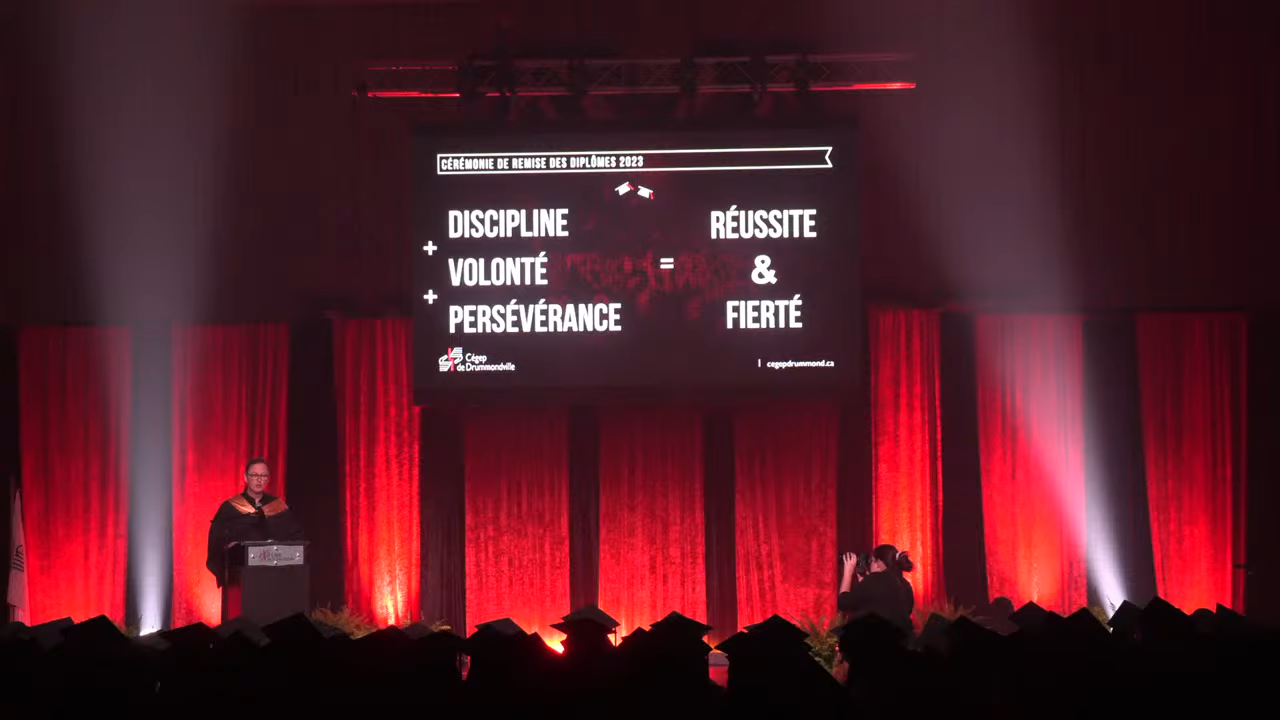 CÉRÉMONIE DE REMISE DES DIPLÔMES 2023
DISCIPLINE
+
VOLONTÉ
+
PERSÉVÉRANCE
=
RÉUSSITE
&
FIERTÉ
Cégep
de Drummondville
| cegepdrummond.ca